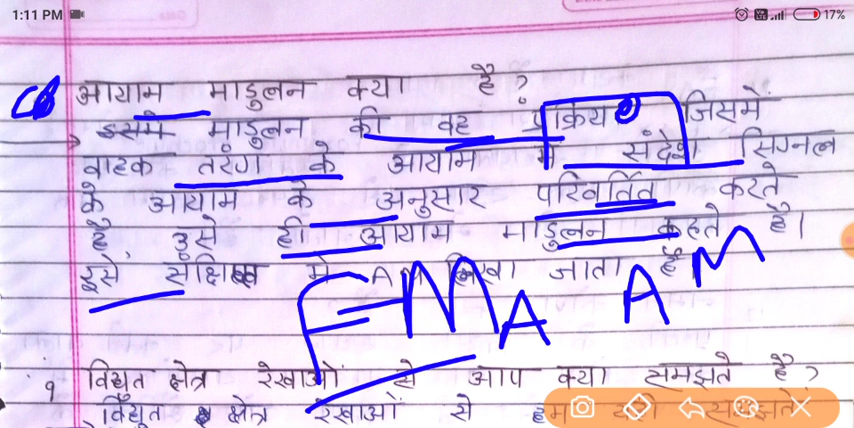 1:11 PM 17%
आयाम माडुलन क्या है?
इसमे माडुलन की वह प्रक्रिया जिसमें
वाहक तरंग के आयाम में संदेश सिग्नल
के आयाम के अनुसार परिवर्तित करते
है, उसे ही आयाम माडुलन कहते है।
इसे में AM लिखा जाता है
FM A AM
9 विद्युत क्षेत्र रेखाओं से आप क्या समझते है?
विद्युत क्षेत्र रेखाओं से हम